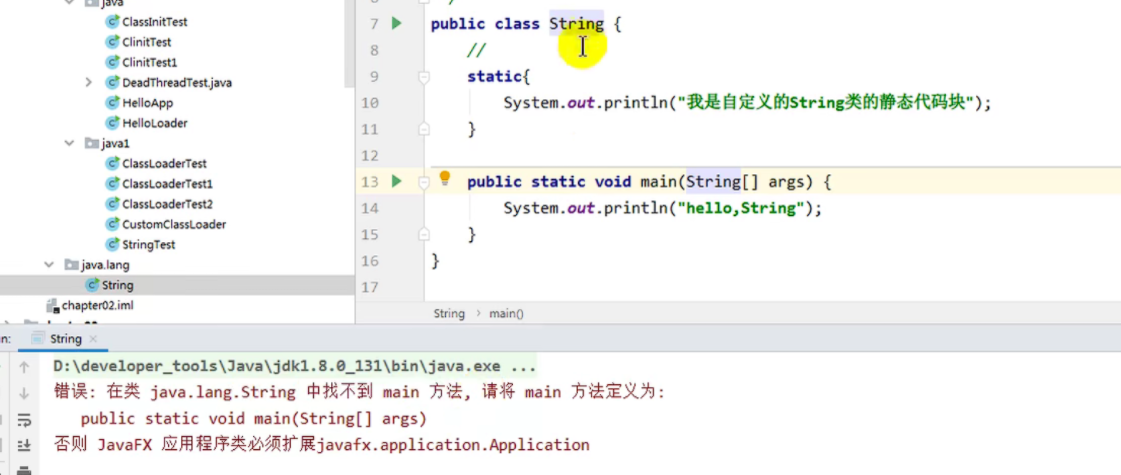 java
ClassInitTest
ClinitTest
ClinitTest1
DeadThreadTest.java
HelloApp
HelloLoader
java1
ClassLoaderTest
ClassLoaderTest1
ClassLoaderTest2
CustomClassLoader
StringTest
java.lang
String
chapter02.iml
7 public class String {
8 //
9 static{
10 System.out.println("我是自定义的String类的静态代码块");
11 }
12
13 public static void main(String[] args) {
14 System.out.println("hello,String");
15 }
16 }
17
String › main()
n: String ×
D:\developer_tools\Java\jdk1.8.0_131\bin\java.exe ...
错误: 在类 java.lang.String 中找不到 main 方法, 请将 main 方法定义为:
public static void main(String[] args)
否则 JavaFX 应用程序类必须扩展javafx.application.Application